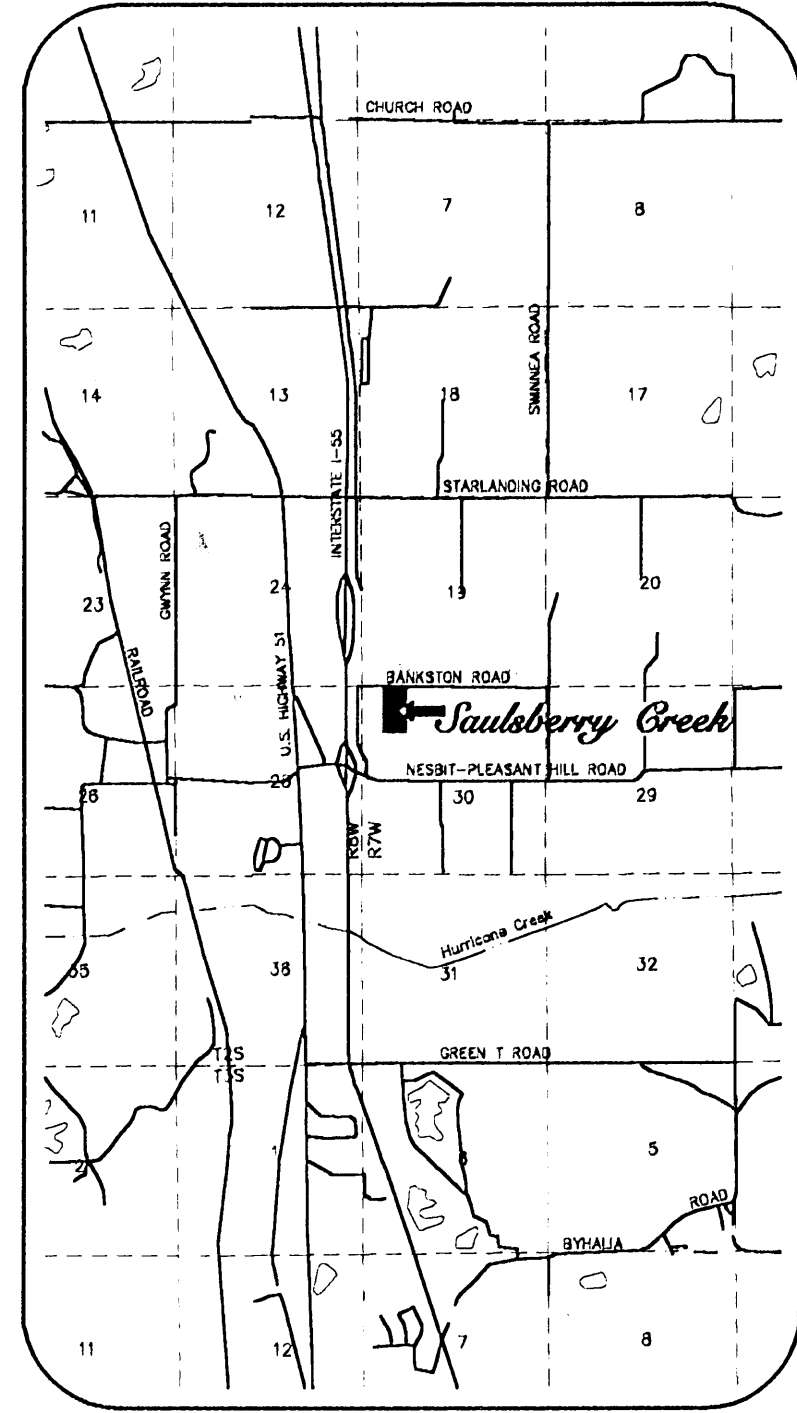 CHURCH ROAD
11
12
7
8
SWINNEA ROAD
14
13
18
17
INTERSTATE I-55
STARLANDING ROAD
GWYNN ROAD
23
24
19
20
RAILROAD
U.S. HIGHWAY 51
BANKSTON ROAD
Saulsberry Creek
NESBIT-PLEASANT HILL ROAD
26
25
30
29
R8W
R7W
Hurricane Creek
35
36
31
32
T2S
T3S
GREEN T ROAD
2
1
6
5
BYHALIA ROAD
11
12
7
8